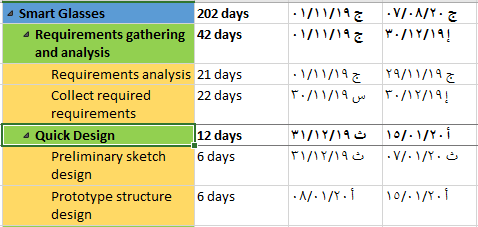 Smart Glasses 202 days ج ٠١/١١/١٩ ج ٠٧/٠٨/٢٠
Requirements gathering 42 days ج ٠١/١١/١٩ إ ٣٠/١٢/١٩
and analysis
Requirements analysis 21 days ج ٠١/١١/١٩ ج ٢٩/١١/١٩
Collect required 22 days س ٣٠/١١/١٩ إ ٣٠/١٢/١٩
requirements
Quick Design 12 days ث ٣١/١٢/١٩ أ ١٥/٠١/٢٠
Preliminary sketch 6 days ث ٣١/١٢/١٩ ث ٠٧/٠١/٢٠
design
Prototype structure 6 days أ ٠٨/٠١/٢٠ أ ١٥/٠١/٢٠
design